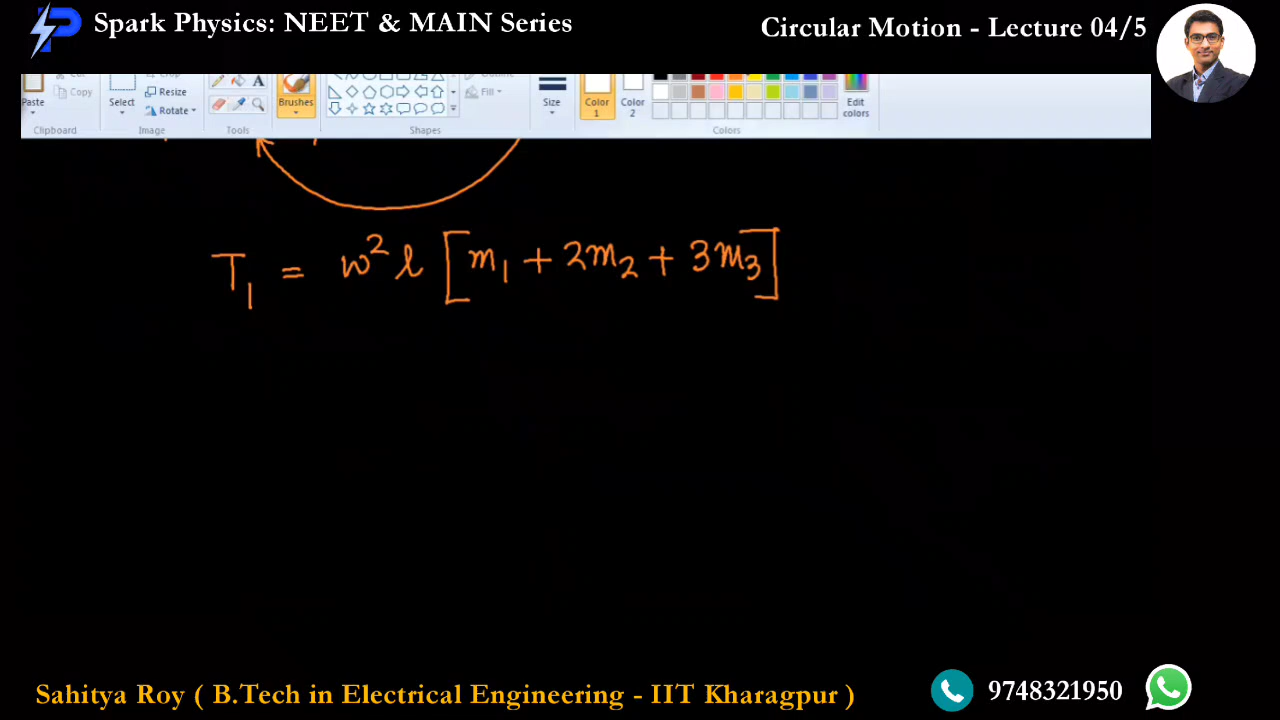 Spark Physics: NEET & MAIN Series
Circular Motion - Lecture 04/5
Paste
Copy
Select
Resize
Rotate
A
Brushes
Fill
Size
Color 1
Color 2
Edit colors
Clipboard
Image
Tools
Shapes
Colors
T₁ = ω²l [m₁ + 2m₂ + 3m₃]
Sahitya Roy ( B.Tech in Electrical Engineering - IIT Kharagpur )
9748321950